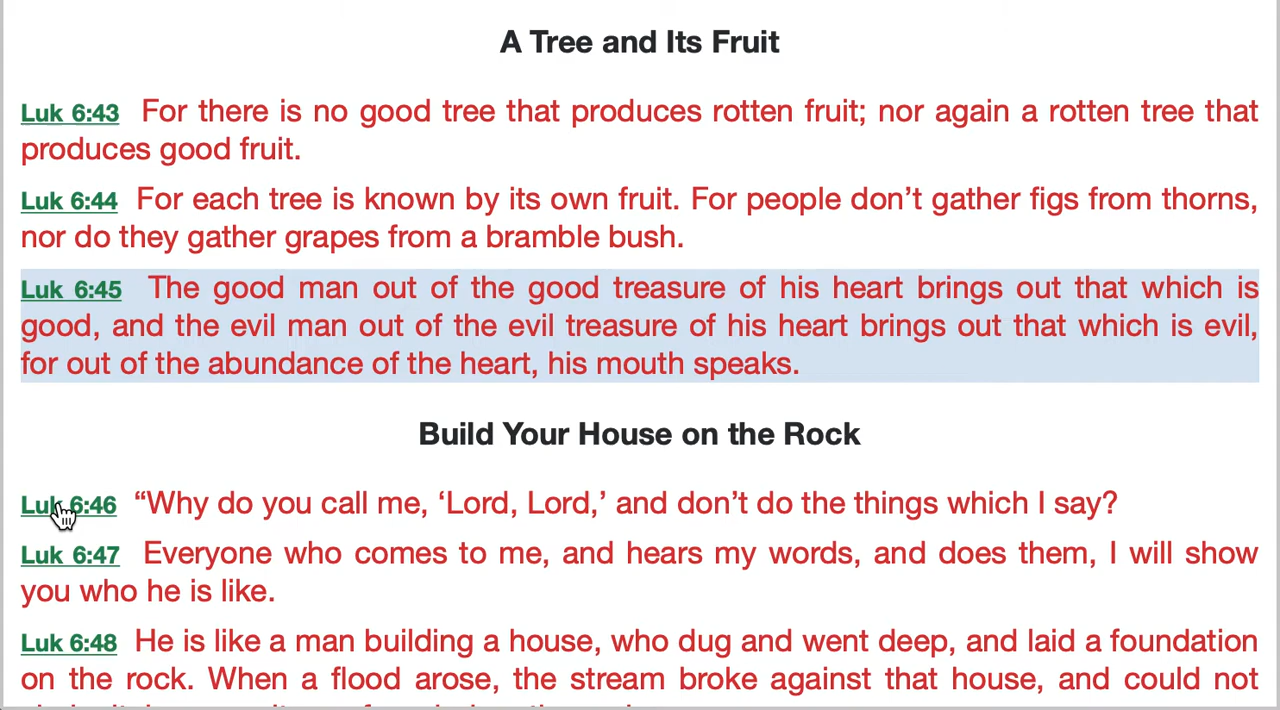 A Tree and Its Fruit
Luk 6:43 For there is no good tree that produces rotten fruit; nor again a rotten tree that
produces good fruit.
Luk 6:44 For each tree is known by its own fruit. For people don’t gather figs from thorns,
nor do they gather grapes from a bramble bush.
Luk 6:45 The good man out of the good treasure of his heart brings out that which is
good, and the evil man out of the evil treasure of his heart brings out that which is evil,
for out of the abundance of the heart, his mouth speaks.
Build Your House on the Rock
Luk 6:46 “Why do you call me, ‘Lord, Lord,’ and don’t do the things which I say?
Luk 6:47 Everyone who comes to me, and hears my words, and does them, I will show
you who he is like.
Luk 6:48 He is like a man building a house, who dug and went deep, and laid a foundation
on the rock. When a flood arose, the stream broke against that house, and could not